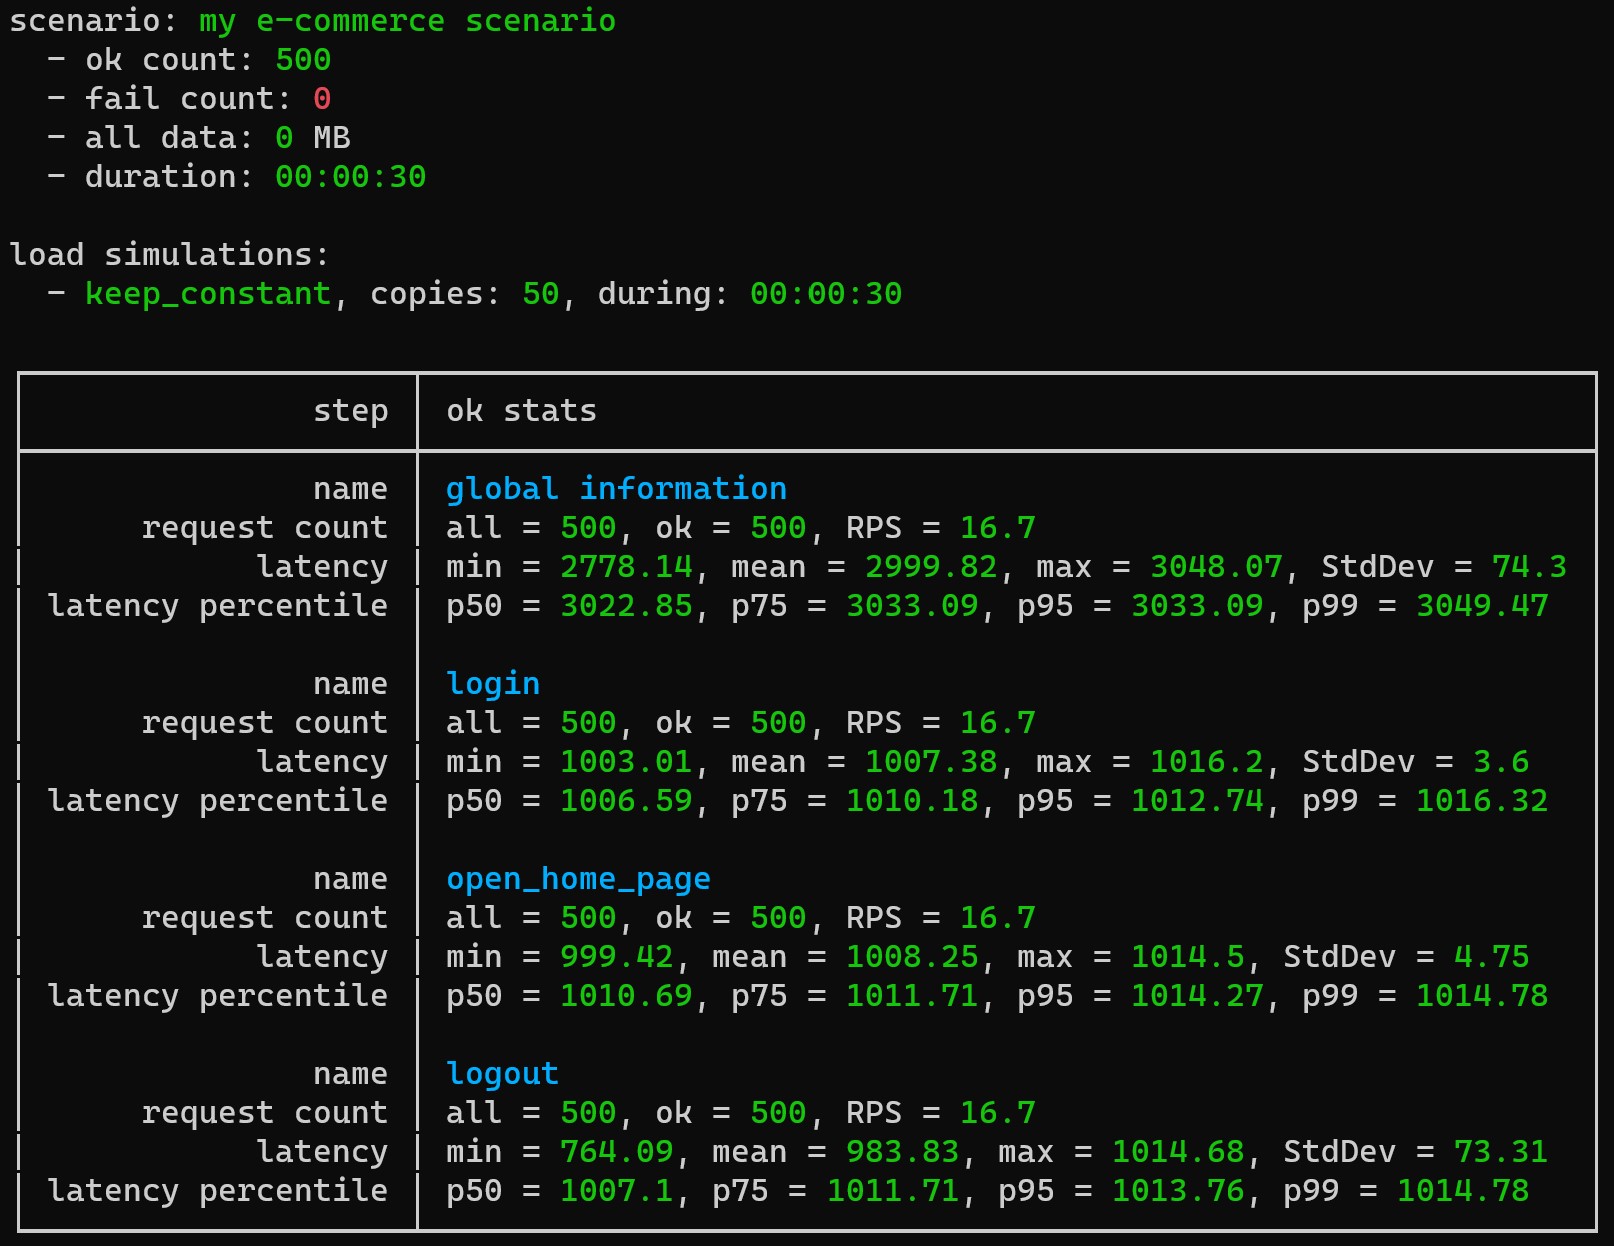 scenario: my e-commerce scenario
- ok count: 500
- fail count: 0
- all data: 0 MB
- duration: 00:00:30
load simulations:
- keep_constant, copies: 50, during: 00:00:30
step ok stats
name global information
request count all = 500, ok = 500, RPS = 16.7
latency min = 2778.14, mean = 2999.82, max = 3048.07, StdDev = 74.3
latency percentile p50 = 3022.85, p75 = 3033.09, p95 = 3033.09, p99 = 3049.47
name login
request count all = 500, ok = 500, RPS = 16.7
latency min = 1003.01, mean = 1007.38, max = 1016.2, StdDev = 3.6
latency percentile p50 = 1006.59, p75 = 1010.18, p95 = 1012.74, p99 = 1016.32
name open_home_page
request count all = 500, ok = 500, RPS = 16.7
latency min = 999.42, mean = 1008.25, max = 1014.5, StdDev = 4.75
latency percentile p50 = 1010.69, p75 = 1011.71, p95 = 1014.27, p99 = 1014.78
name logout
request count all = 500, ok = 500, RPS = 16.7
latency min = 764.09, mean = 983.83, max = 1014.68, StdDev = 73.31
latency percentile p50 = 1007.1, p75 = 1011.71, p95 = 1013.76, p99 = 1014.78